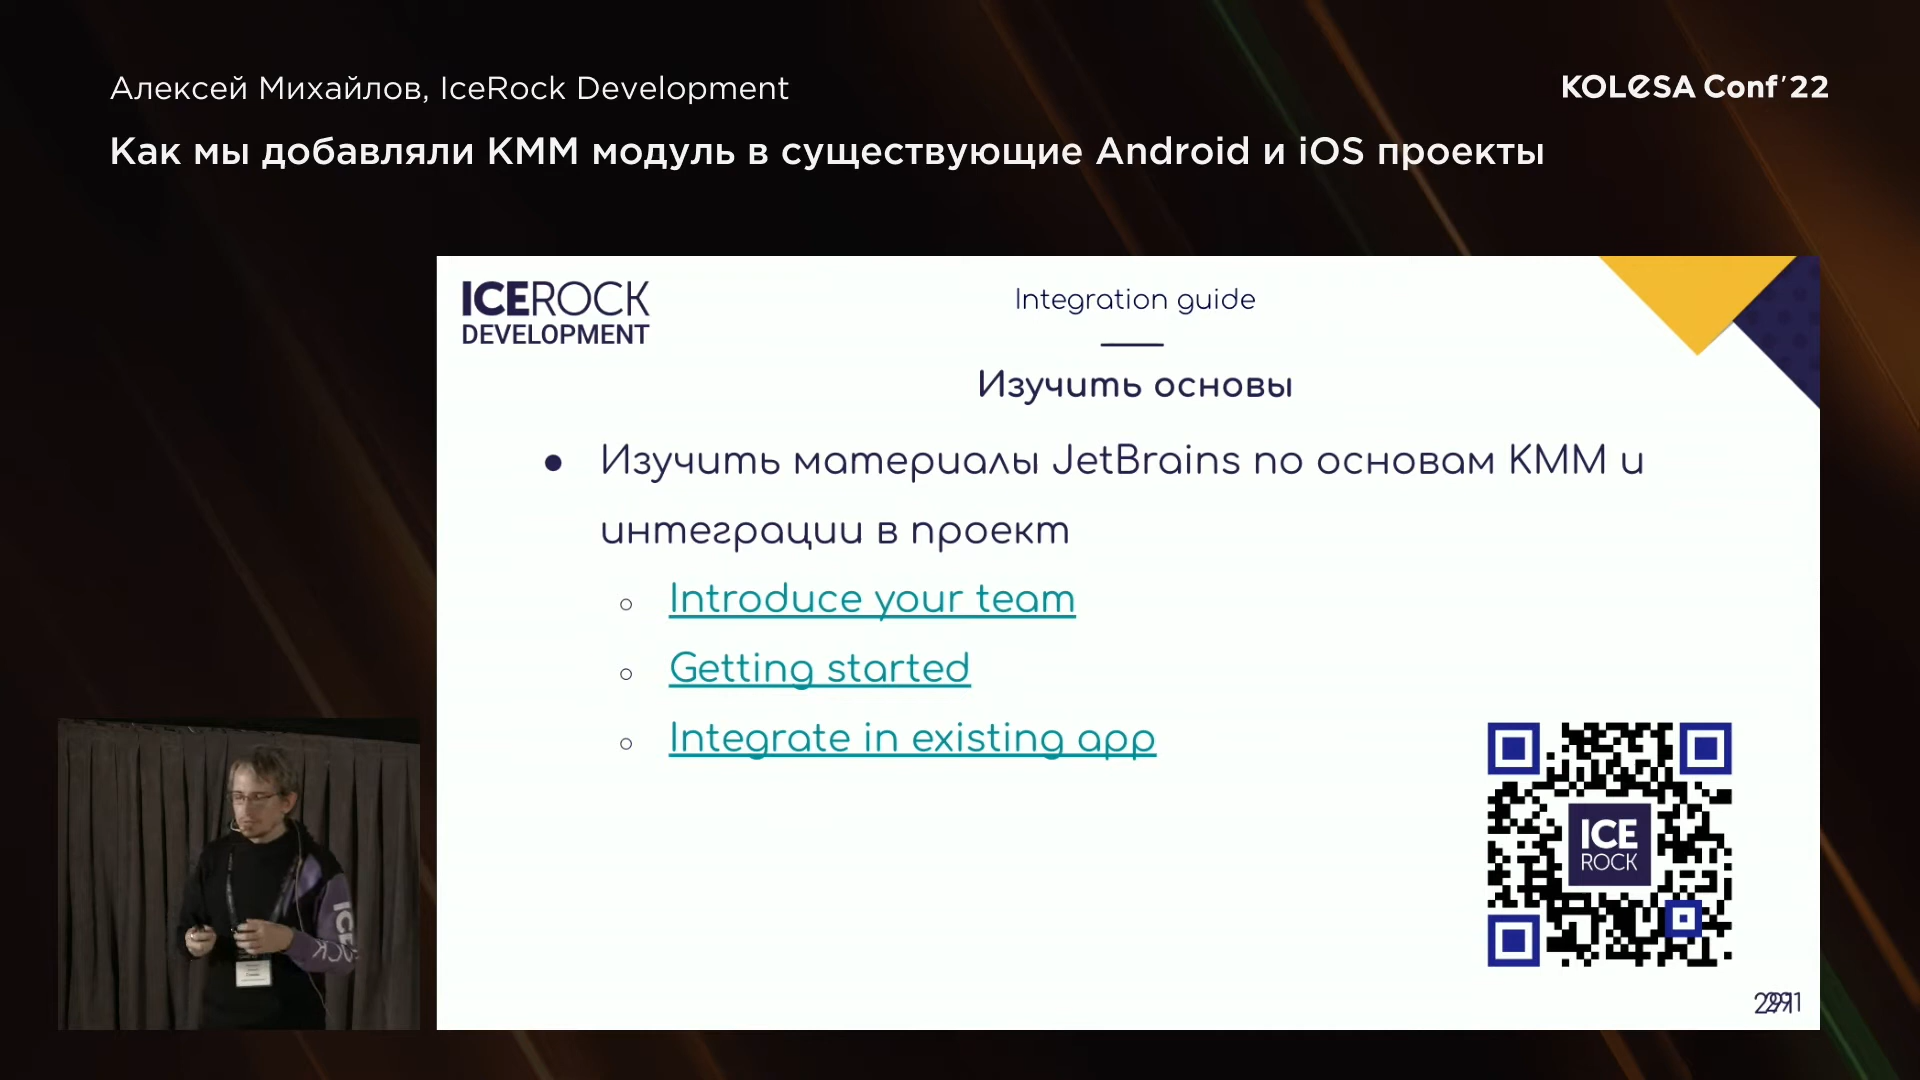 Алексей Михайлов, IceRock Development
KOLESA Conf'22
Как мы добавляли KMM модуль в существующие Android и iOS проекты
ICEROCK
DEVELOPMENT
Integration guide
Изучить основы
● Изучить материалы JetBrains по основам KMM и
интеграции в проект
○ Introduce your team
○ Getting started
○ Integrate in existing app
ICE
ROCK